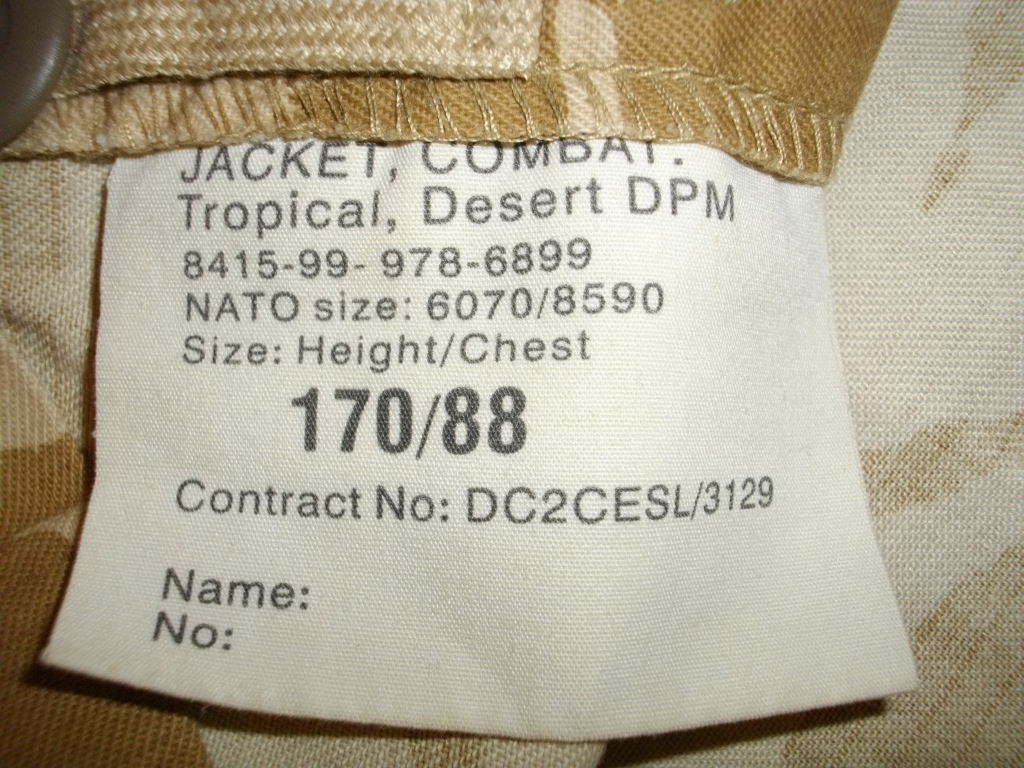 JACKET, COMBAT.
Tropical, Desert DPM
8415-99- 978-6899
NATO size: 6070/8590
Size: Height/Chest
170/88
Contract No: DC2CESL/3129
Name:
No: